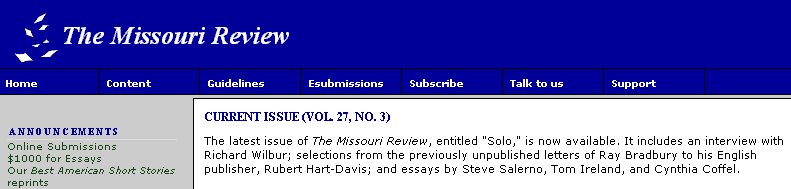 The Missouri Review
Home Content Guidelines Esubmissions Subscribe Talk to us Support
ANNOUNCEMENTS
Online Submissions
$1000 for Essays
Our Best American Short Stories
reprints
CURRENT ISSUE (VOL. 27, NO. 3)
The latest issue of The Missouri Review, entitled "Solo," is now available. It includes an interview with
Richard Wilbur; selections from the previously unpublished letters of Ray Bradbury to his English
publisher, Rubert Hart-Davis; and essays by Steve Salerno, Tom Ireland, and Cynthia Coffel.